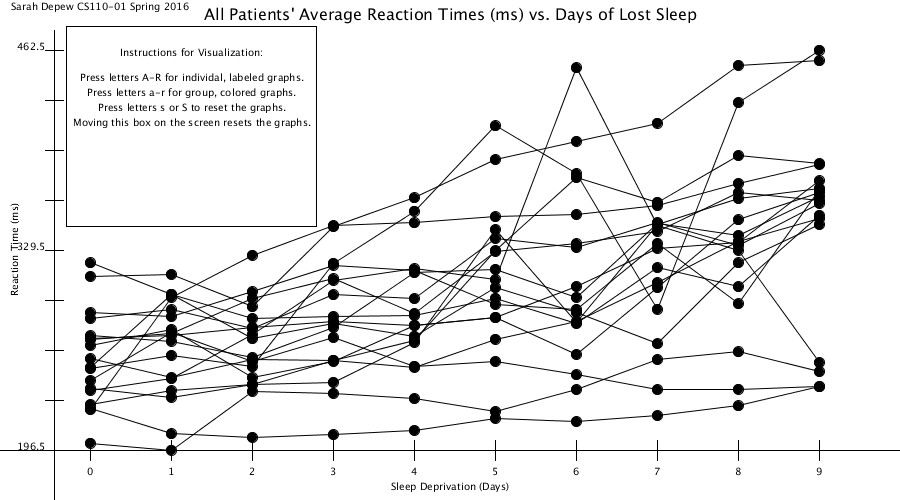 Sarah Depew CS110-01 Spring 2016
All Patients' Average Reaction Times (ms) vs. Days of Lost Sleep
Instructions for Visualization:
Press letters A-R for individal, labeled graphs.
Press letters a-r for group, colored graphs.
Press letters s or S to reset the graphs.
Moving this box on the screen resets the graphs.
462.5
329.5
196.5
Reaction Time (ms)
0 1 2 3 4 5 6 7 8 9
Sleep Deprivation (Days)